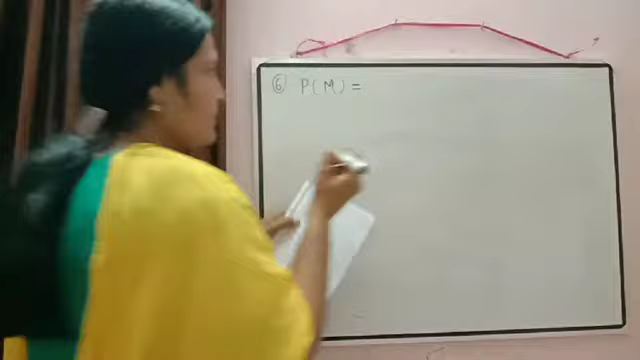 ⑥ P(M) =